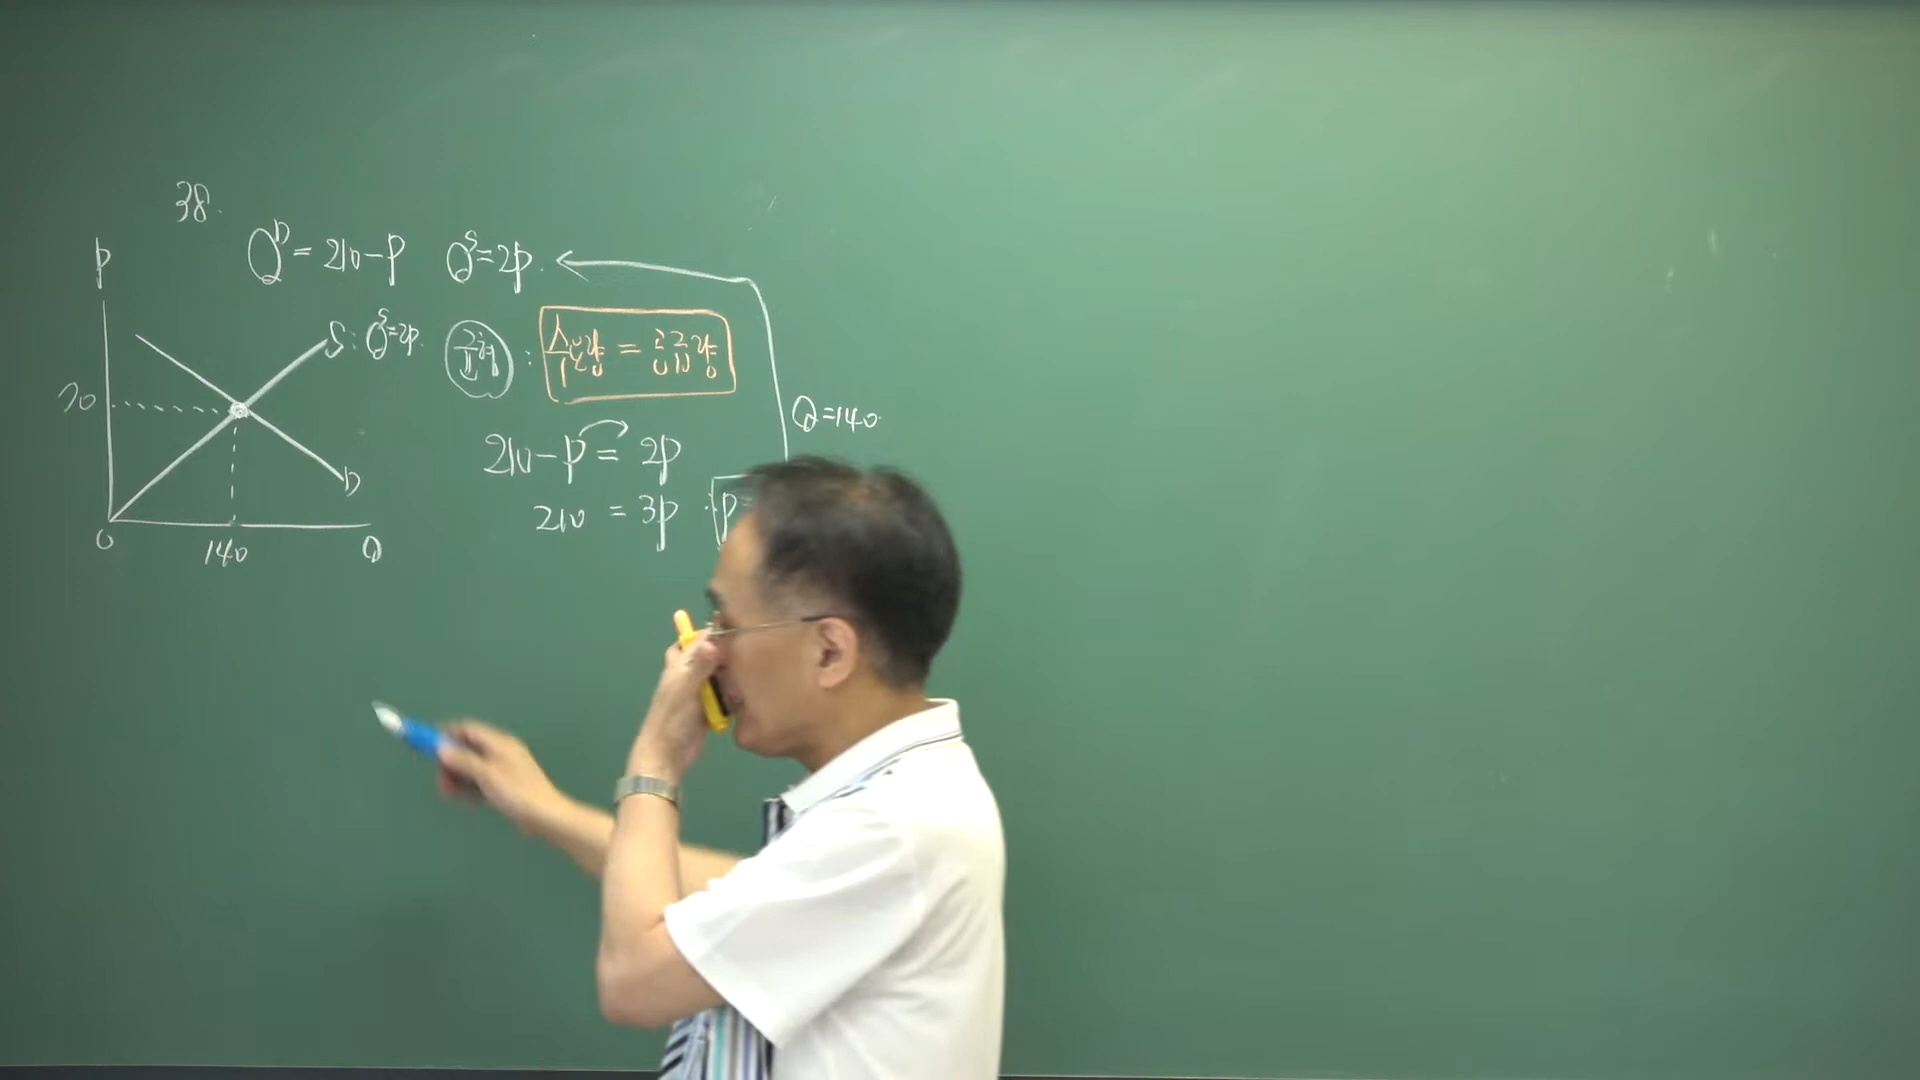 38.
Q^D = 210-P Q^S=2P.
P
S: Q^S=2P.
균형 : 수요량 = 공급량
70
Q=140
210-P = 2P
D
210 = 3P ∴ P=
0
140
Q